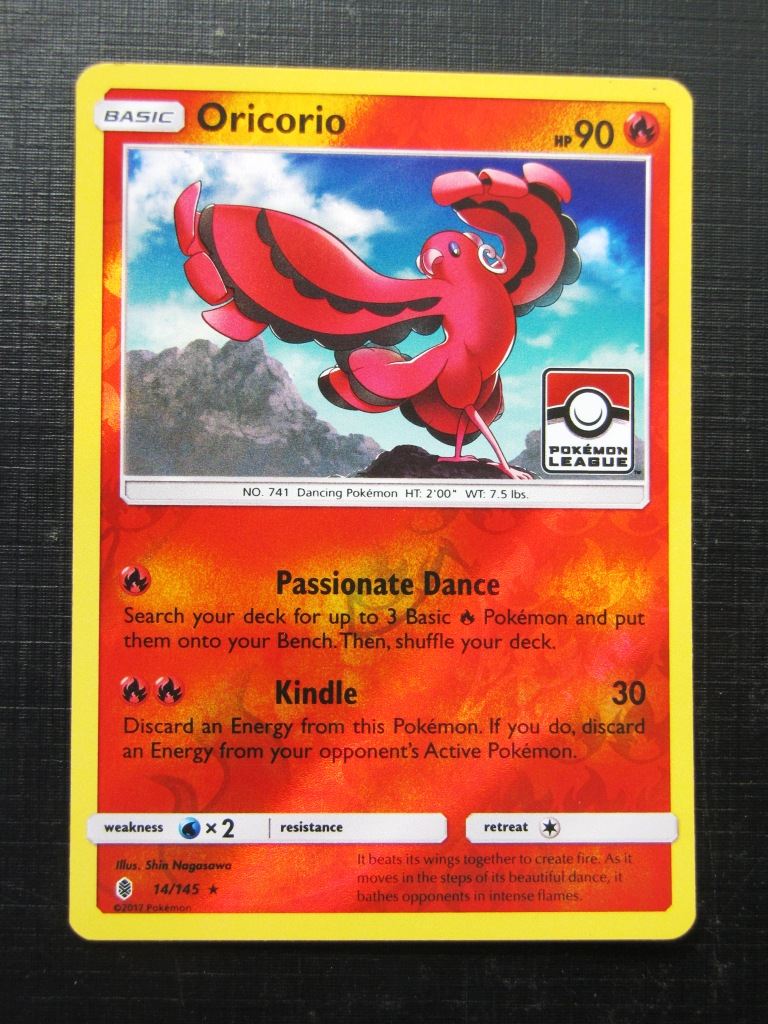 BASIC Oricorio HP 90
POKÉMON
LEAGUE
NO. 741 Dancing Pokémon HT: 2'00" WT: 7.5 lbs.
Passionate Dance
Search your deck for up to 3 Basic Pokémon and put
them onto your Bench. Then, shuffle your deck.
Kindle 30
Discard an Energy from this Pokémon. If you do, discard
an Energy from your opponent's Active Pokémon.
weakness ×2 resistance retreat
Illus. Shin Nagasawa
14/145 ★
©2017 Pokémon
It beats its wings together to create fire. As it
moves in the steps of its beautiful dance, it
bathes opponents in intense flames.